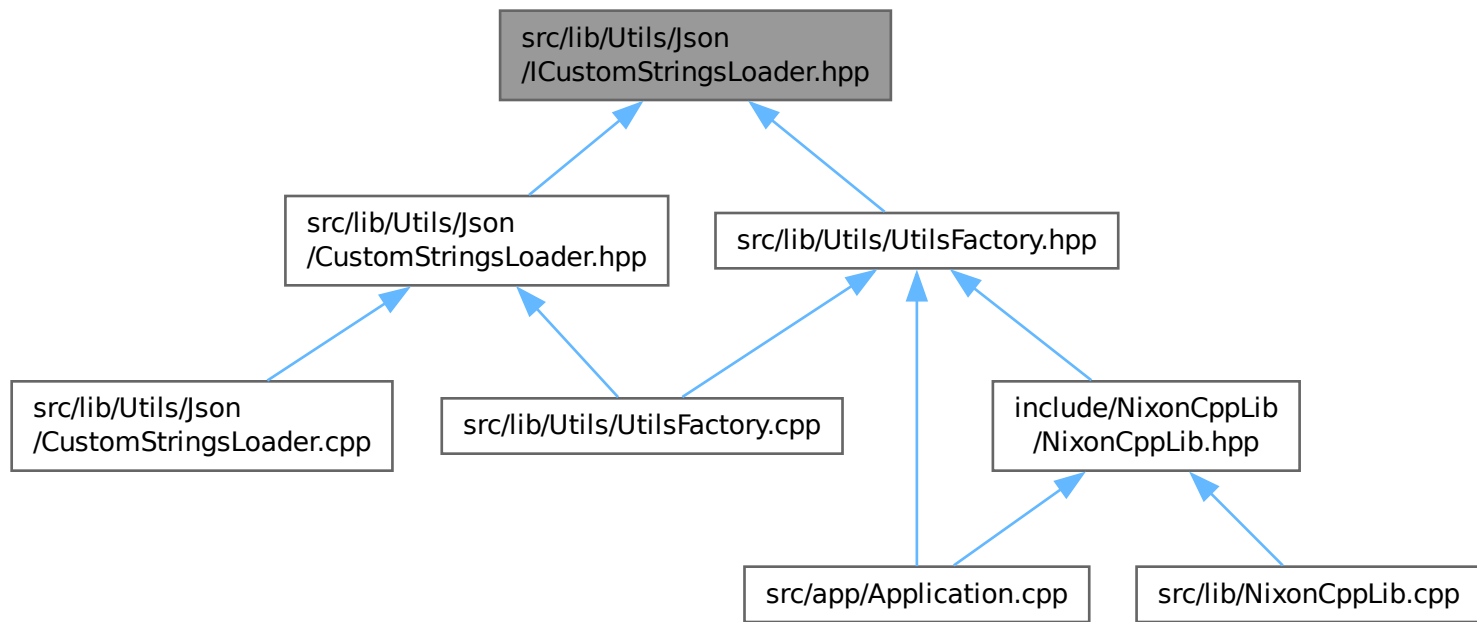 src/lib/Utils/Json
/ICustomStringsLoader.hpp
src/lib/Utils/Json
/CustomStringsLoader.hpp
src/lib/Utils/UtilsFactory.hpp
src/lib/Utils/Json
/CustomStringsLoader.cpp
src/lib/Utils/UtilsFactory.cpp
include/NixonCppLib
/NixonCppLib.hpp
src/app/Application.cpp
src/lib/NixonCppLib.cpp